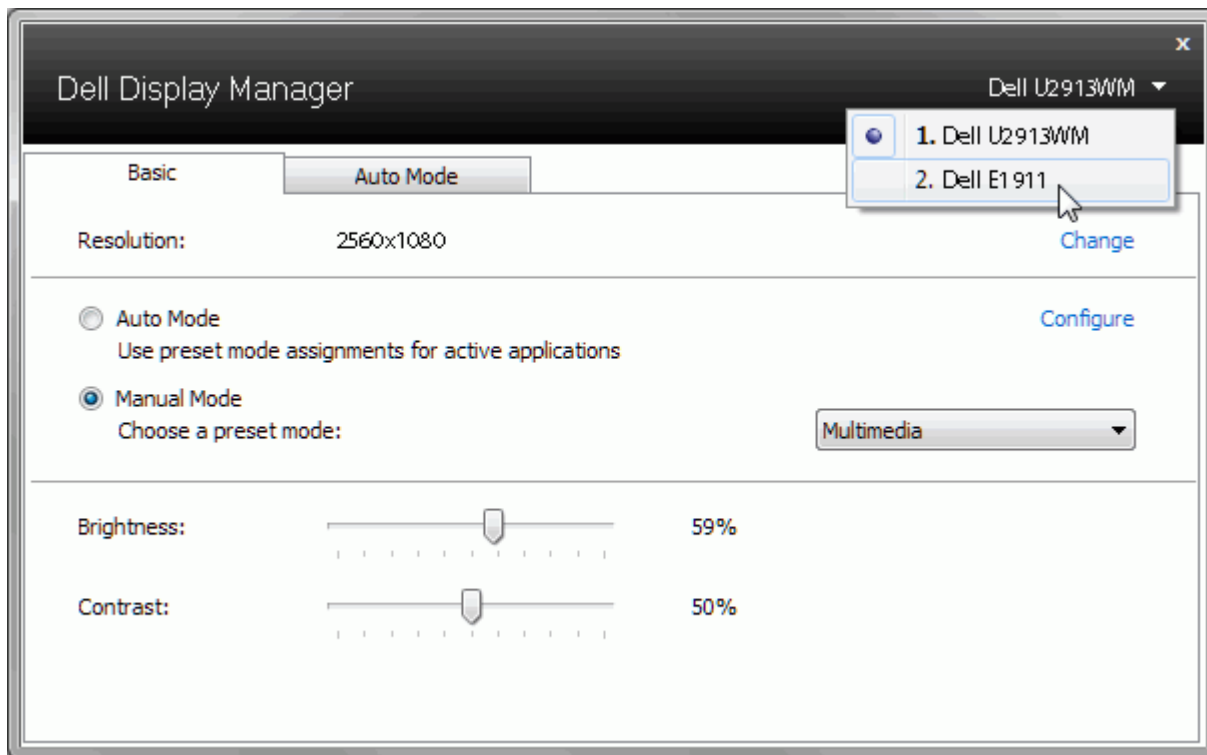 x
Dell Display Manager
Dell U2913WM
1. Dell U2913WM
2. Dell E1911
Basic
Auto Mode
Resolution:
2560x1080
Change
Auto Mode
Configure
Use preset mode assignments for active applications
Manual Mode
Choose a preset mode:
Multimedia
Brightness:
59%
Contrast:
50%